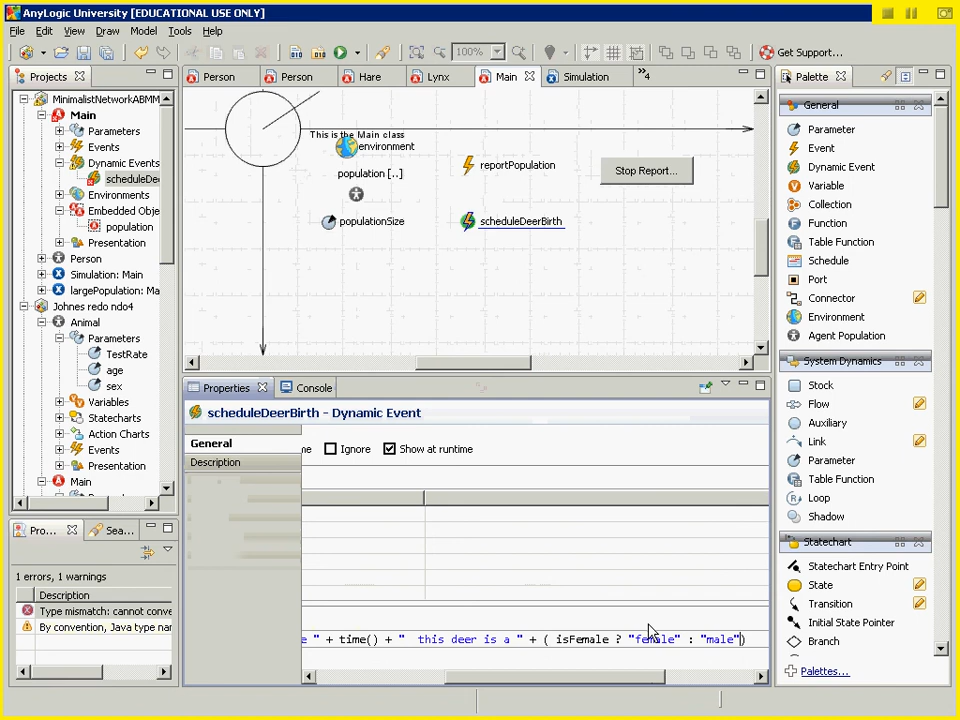 AnyLogic University [EDUCATIONAL USE ONLY]
File Edit View Draw Model Tools Help
100% Get Support...
Projects
Person Person Hare Lynx Main Simulation »4
Palette
MinimalistNetworkABMM
Main
Parameters
Events
Dynamic Events
scheduleDee
Environments
Embedded Obje
population
Presentation
Person
Simulation: Main
largePopulation: Ma
Johnes redo ndo4
Animal
Parameters
TestRate
age
sex
Variables
Statecharts
Action Charts
Events
Presentation
Main
This is the Main class
environment
population [..]
populationSize
reportPopulation
scheduleDeerBirth
Stop Report...
General
Parameter
Event
Dynamic Event
Variable
Collection
Function
Table Function
Schedule
Port
Connector
Environment
Agent Population
System Dynamics
Stock
Flow
Auxiliary
Link
Parameter
Table Function
Loop
Shadow
Statechart
Statechart Entry Point
State
Transition
Initial State Pointer
Branch
Palettes...
Properties Console
scheduleDeerBirth - Dynamic Event
General
Description
me Ignore Show at runtime
e " + time() + "  this deer is a " + ( isFemale ? "female" : "male")
Pro... Sea...
1 errors, 1 warnings
Description
Type mismatch: cannot conve
By convention, Java type nam